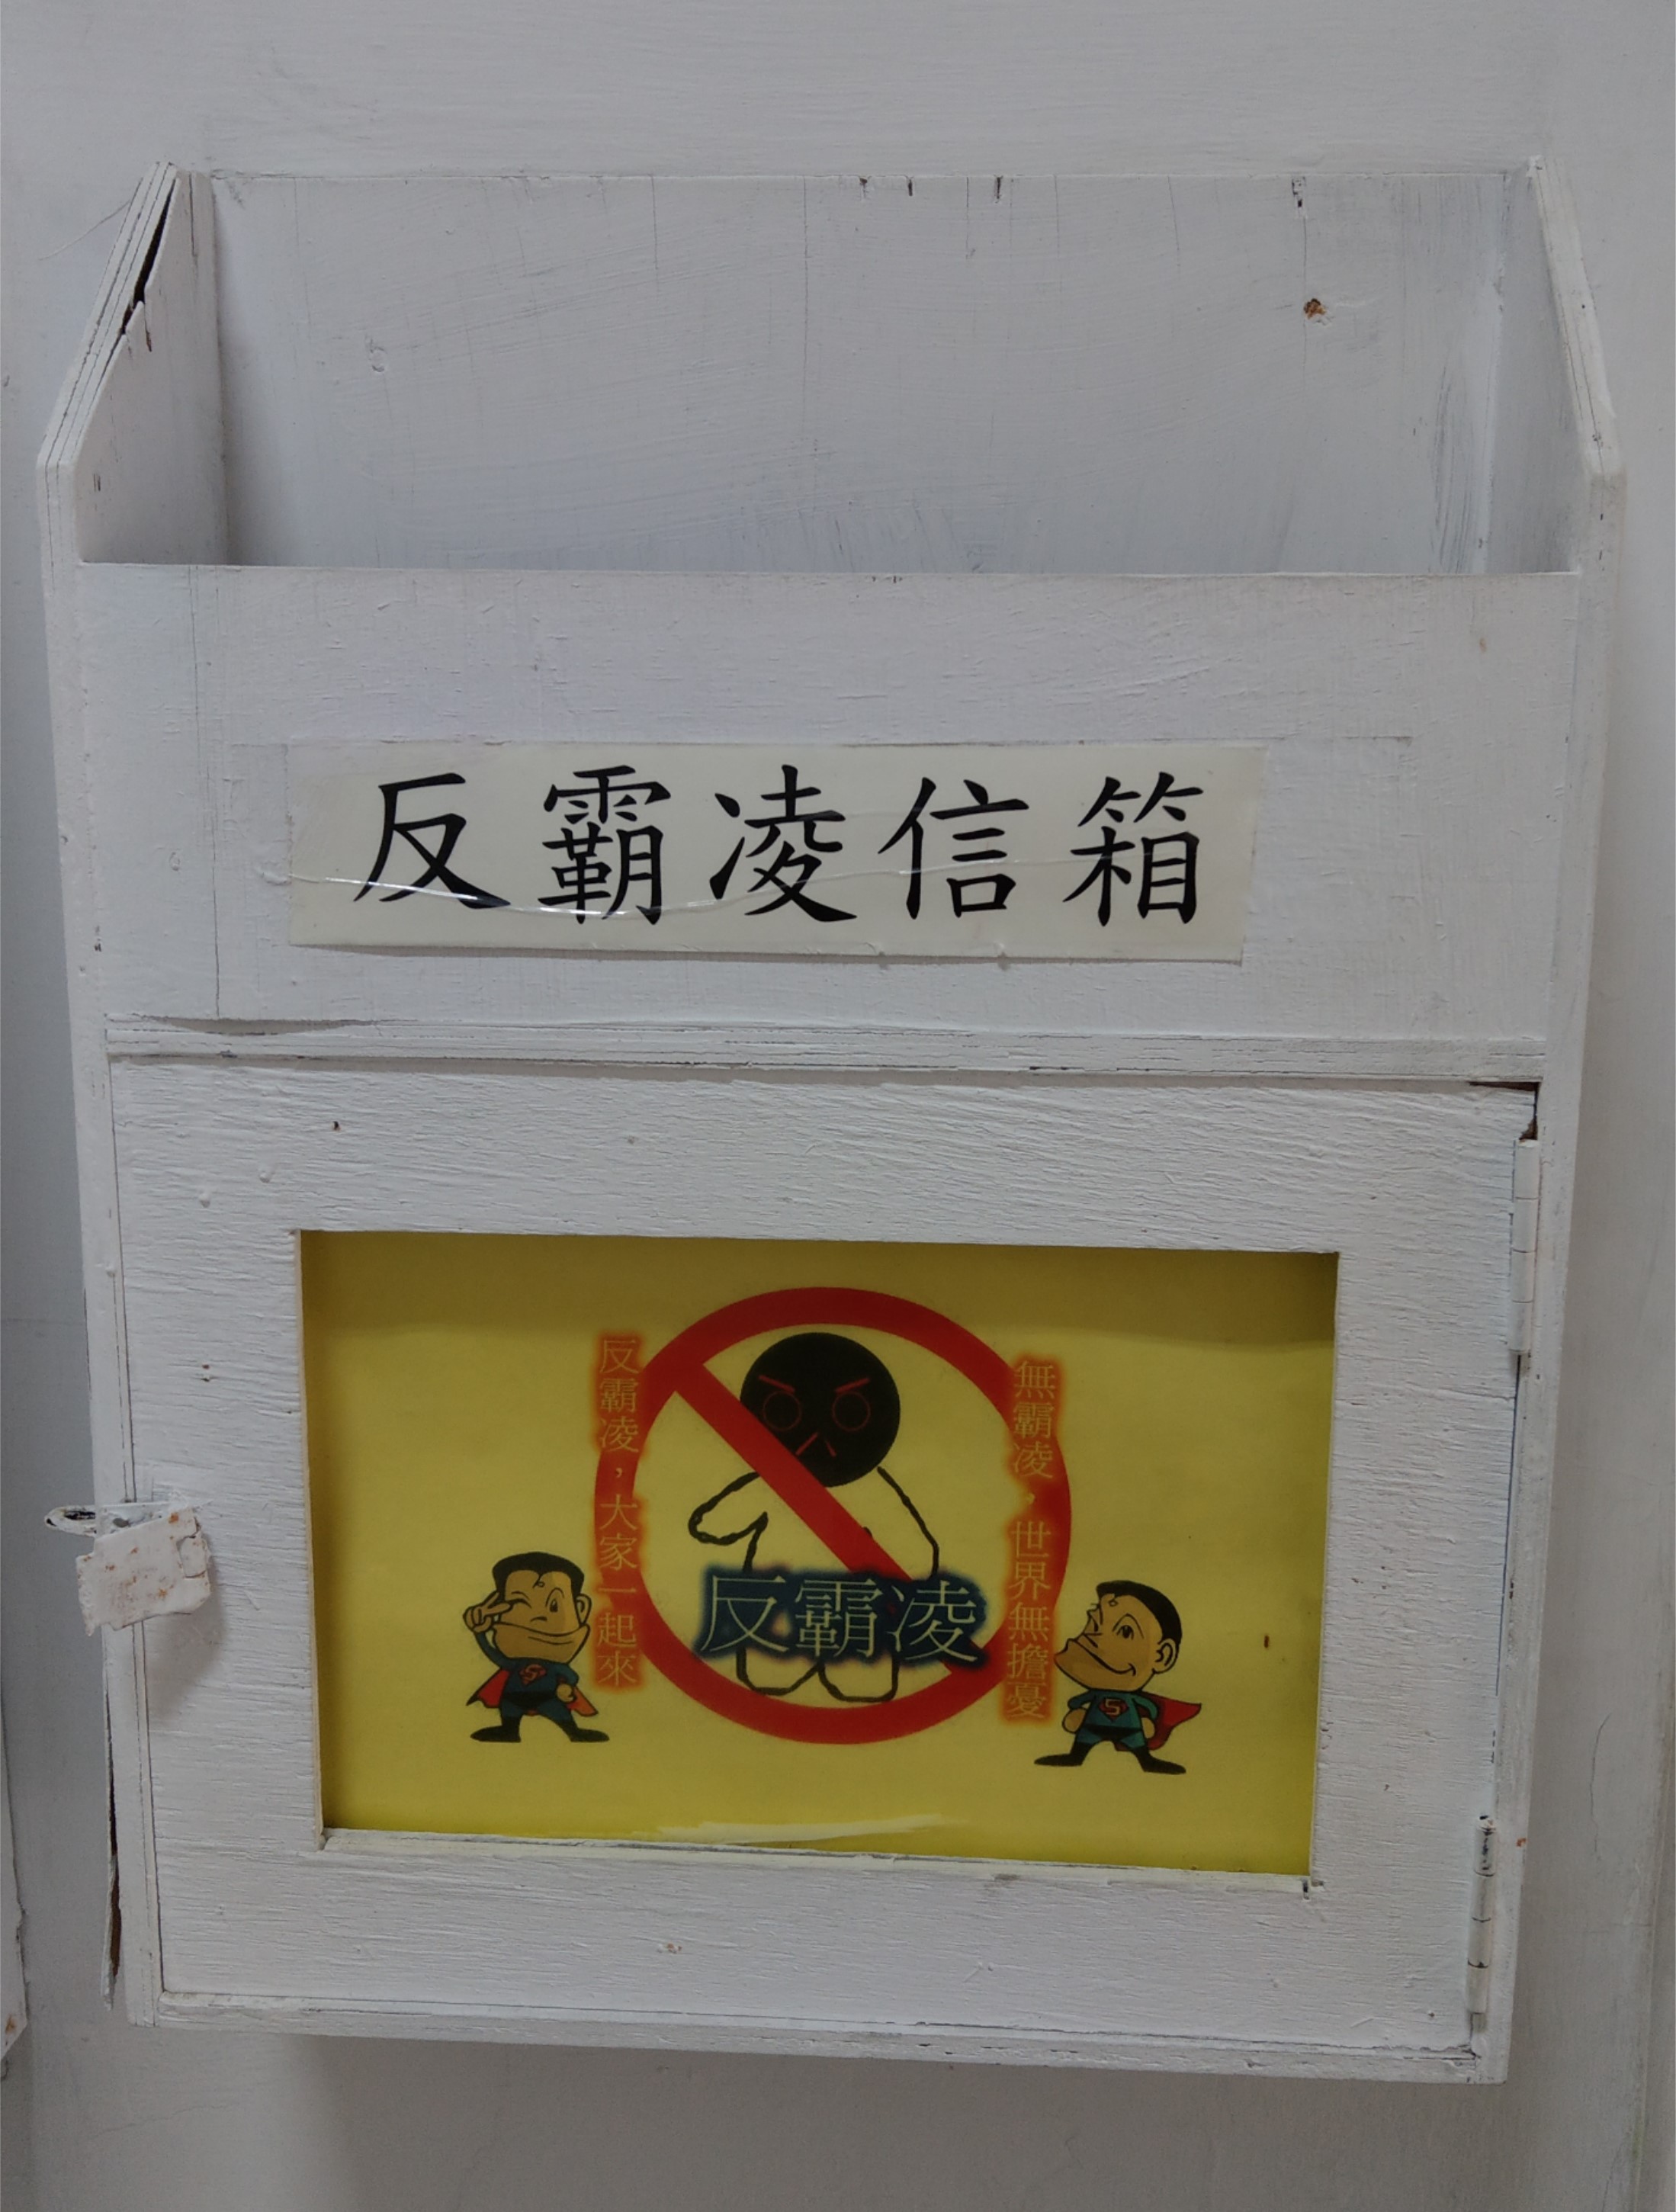 反霸凌信箱
反霸凌，大家一起來
無霸凌，世界無擔憂
反霸凌
S
S